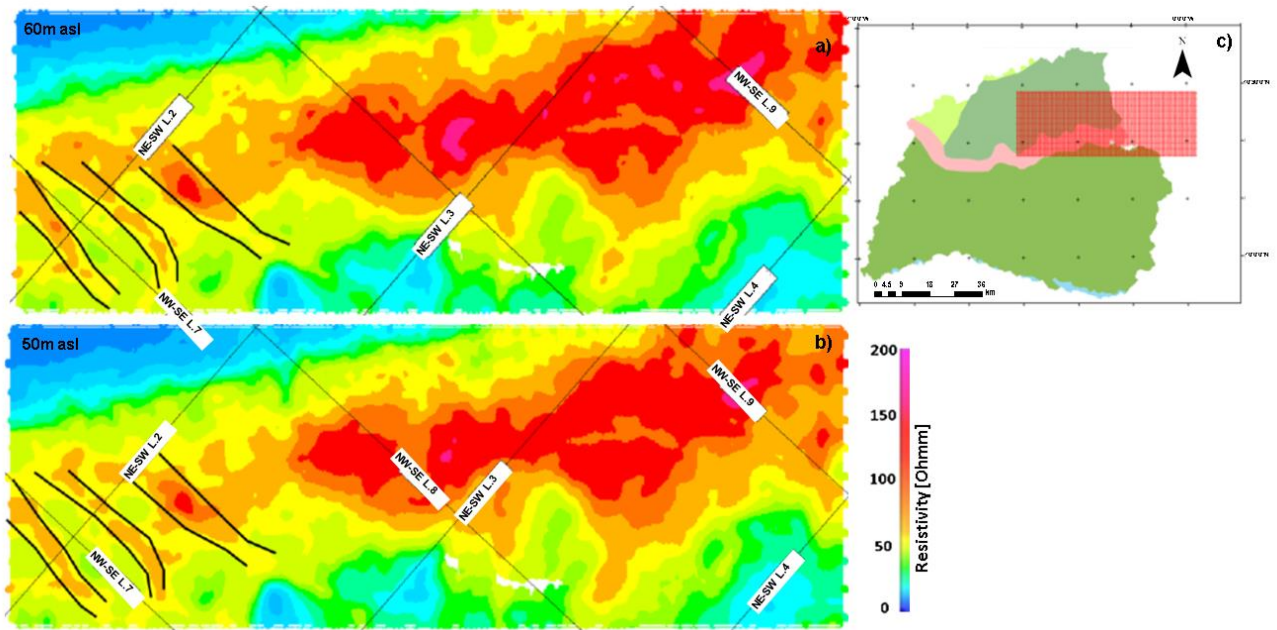 60m asl
a)
NE-SW L.2
NW-SE L.9
NE-SW L.3
NW-SE L.7
NE-SW L.4
50m asl
b)
NE-SW L.2
NW-SE L.8
NE-SW L.3
NW-SE L.9
NW-SE L.7
NE-SW L.4
c)
N
0 4.5 9 18 27 36
Km
200
150
100
50
0
Resistivity [Ohmm]